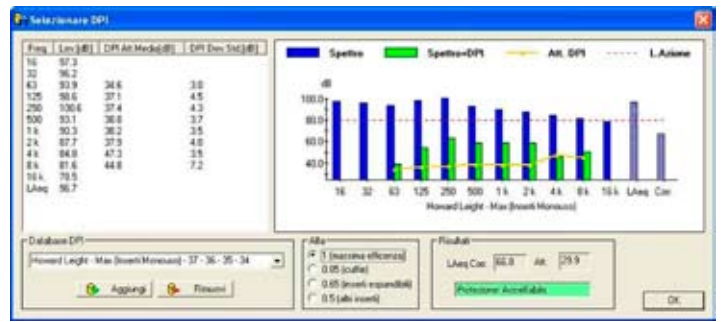 Selezionare DPI
Freq Lev [dB] DPI Att Media[dB] DPI Dev Std.[dB]
16 97.3
32 96.2
63 93.9 34.6 3.0
125 98.6 37.1 4.5
250 100.6 37.4 4.3
500 93.1 38.8 3.7
1 k 90.3 38.2 3.5
2 k 87.7 37.9 4.8
4 k 84.8 47.3 3.5
8 k 81.6 44.8 7.2
16 k 78.5
LAeq 96.7
Spettro Spettro+DPI Att. DPI L.Azione
dB
100.0
80.0
60.0
40.0
16 32 63 125 250 500 1 k 2 k 4 k 8 k 16 k LAeq Corr.
Howard Leight - Max (Inserti Monouso)
Database DPI
Howard Leight - Max (Inserti Monouso) - 37 - 36 - 35 - 34
Aggiungi Rimuovi
Alfa
1 (massima efficenza)
0.85 (cuffie)
0.65 (inserti espandibili)
0.5 (altri inserti)
Risultati
LAeq Corr. 66.8 Att. 29.9
Protezione: Accettabile
OK